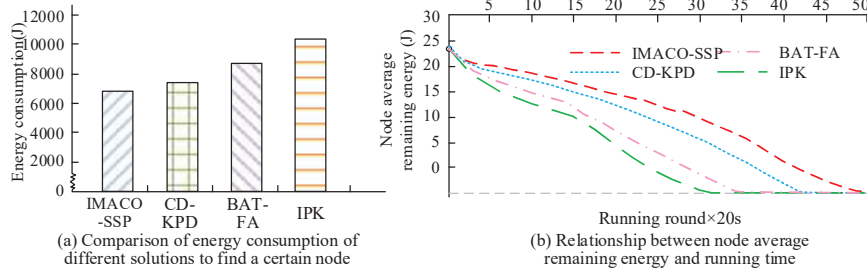 Energy consumption(J)
12000
10000
8000
6000
4000
2000
0
IMACO
-SSP
CD-
KPD
BAT-
FA
IPK
(a) Comparison of energy consumption of
different solutions to find a certain node
Node average
remaining energy (J)
5 10 15 20 25 30 35 40 45 50
30
25
20
15
10
5
0
IMACO-SSP
BAT-FA
CD-KPD
IPK
Running round×20s
(b) Relationship between node average
remaining energy and running time